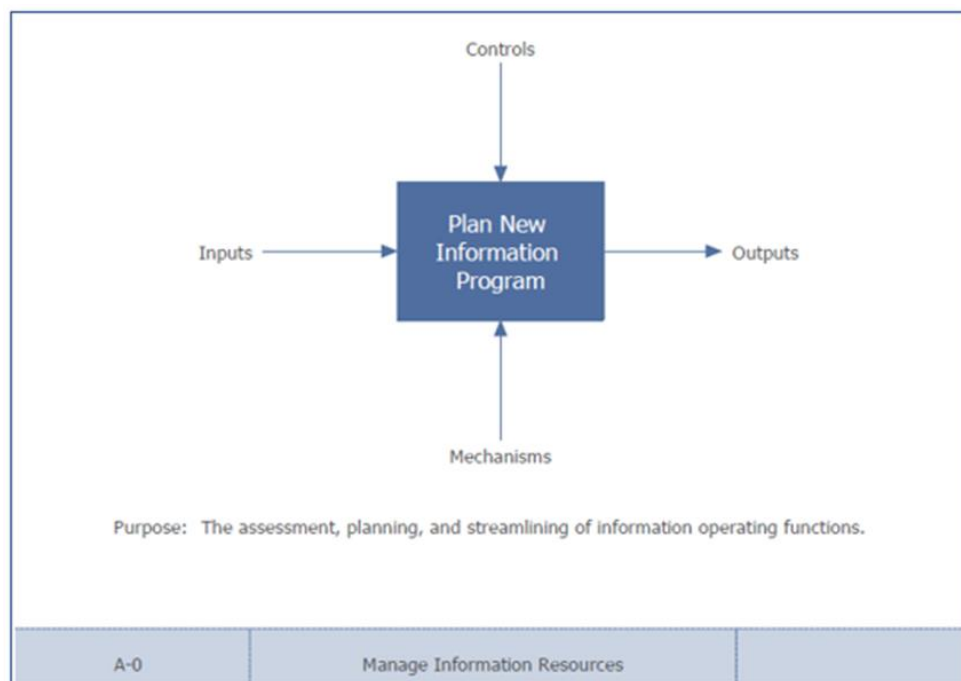 Controls
Plan New
Information
Program
Inputs
Outputs
Mechanisms
Purpose: The assessment, planning, and streamlining of information operating functions.
A-0
Manage Information Resources